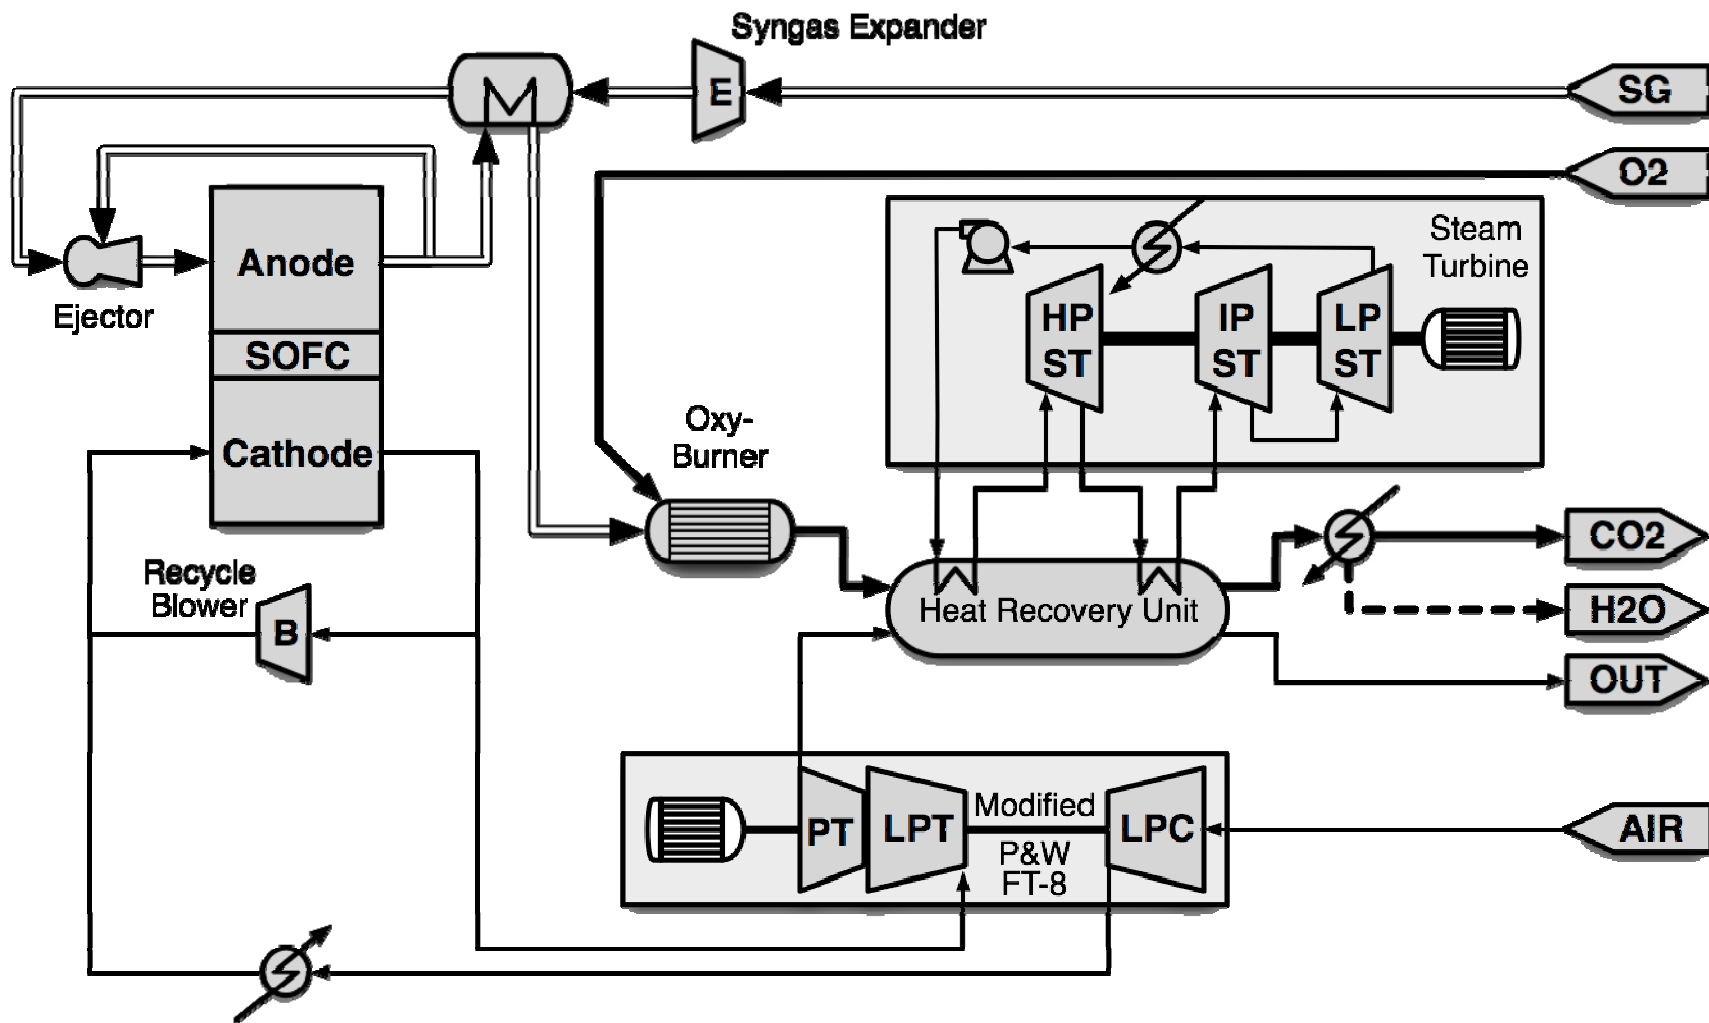 Syngas Expander
E
SG
O2
Steam
Turbine
Anode
Ejector
HP
ST
IP
ST
LP
ST
SOFC
Oxy-
Burner
Cathode
CO2
Recycle
Blower
B
Heat Recovery Unit
H2O
OUT
PT
LPT
Modified
P&W
FT-8
LPC
AIR